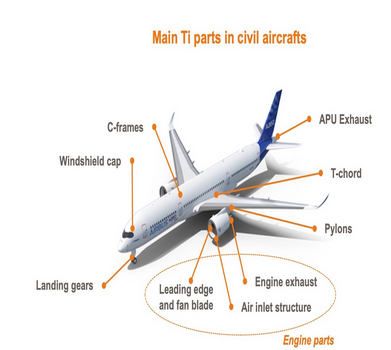 Main Ti parts in civil aircrafts
C-frames
APU Exhaust
Windshield cap
T-chord
Pylons
Landing gears
Leading edge
and fan blade
Engine exhaust
Air inlet structure
Engine parts